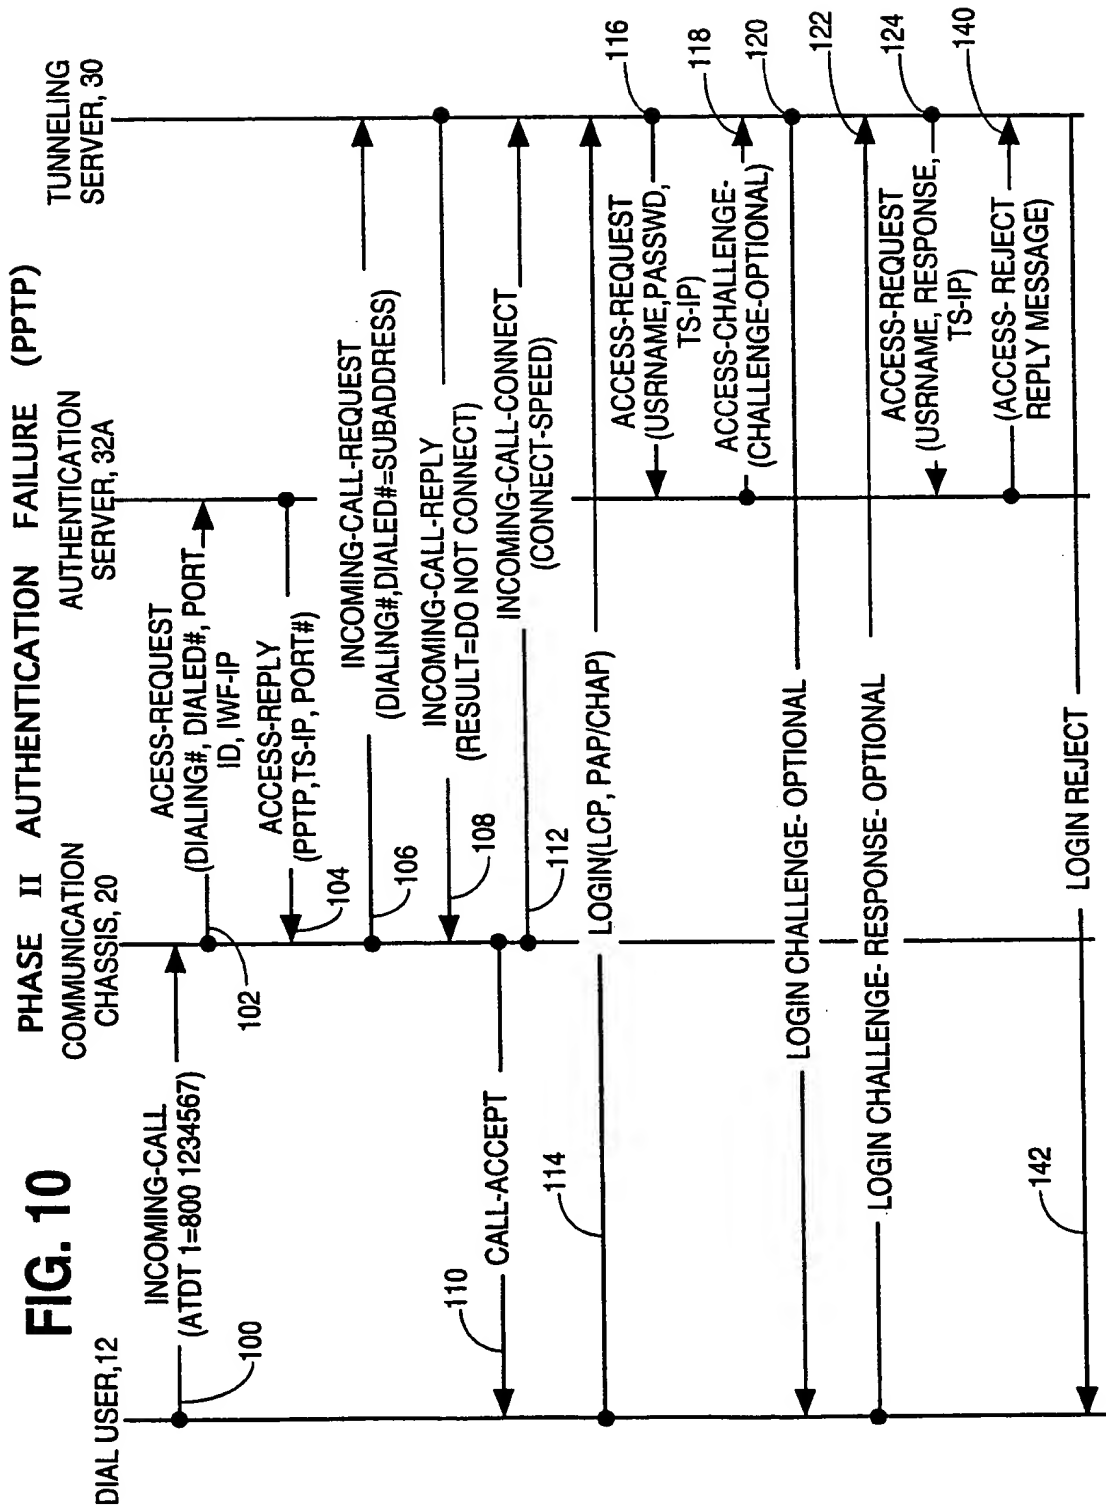 FIG. 10
PHASE II AUTHENTICATION FAILURE (PPTP)
DIAL USER,12
COMMUNICATION
CHASSIS, 20
AUTHENTICATION
SERVER, 32A
TUNNELING
SERVER, 30
INCOMING-CALL
(ATDT 1=800 1234567)
100
ACESS-REQUEST
(DIALING#, DIALED#, PORT
ID, IWF-IP
102
ACCESS-REPLY
(PPTP,TS-IP, PORT#)
104
INCOMING-CALL-REQUEST
(DIALING#,DIALED#=SUBADDRESS)
106
INCOMING-CALL-REPLY
(RESULT=DO NOT CONNECT)
108
CALL-ACCEPT
110
INCOMING-CALL-CONNECT
(CONNECT-SPEED)
112
LOGIN(LCP, PAP/CHAP)
114
ACCESS-REQUEST
(USRNAME,PASSWD,
TS-IP)
116
ACCESS-CHALLENGE-
(CHALLENGE-OPTIONAL)
118
LOGIN CHALLENGE- OPTIONAL
120
LOGIN CHALLENGE- RESPONSE- OPTIONAL
122
ACCESS-REQUEST
(USRNAME, RESPONSE,
TS-IP)
124
(ACCESS- REJECT
REPLY MESSAGE)
140
LOGIN REJECT
142